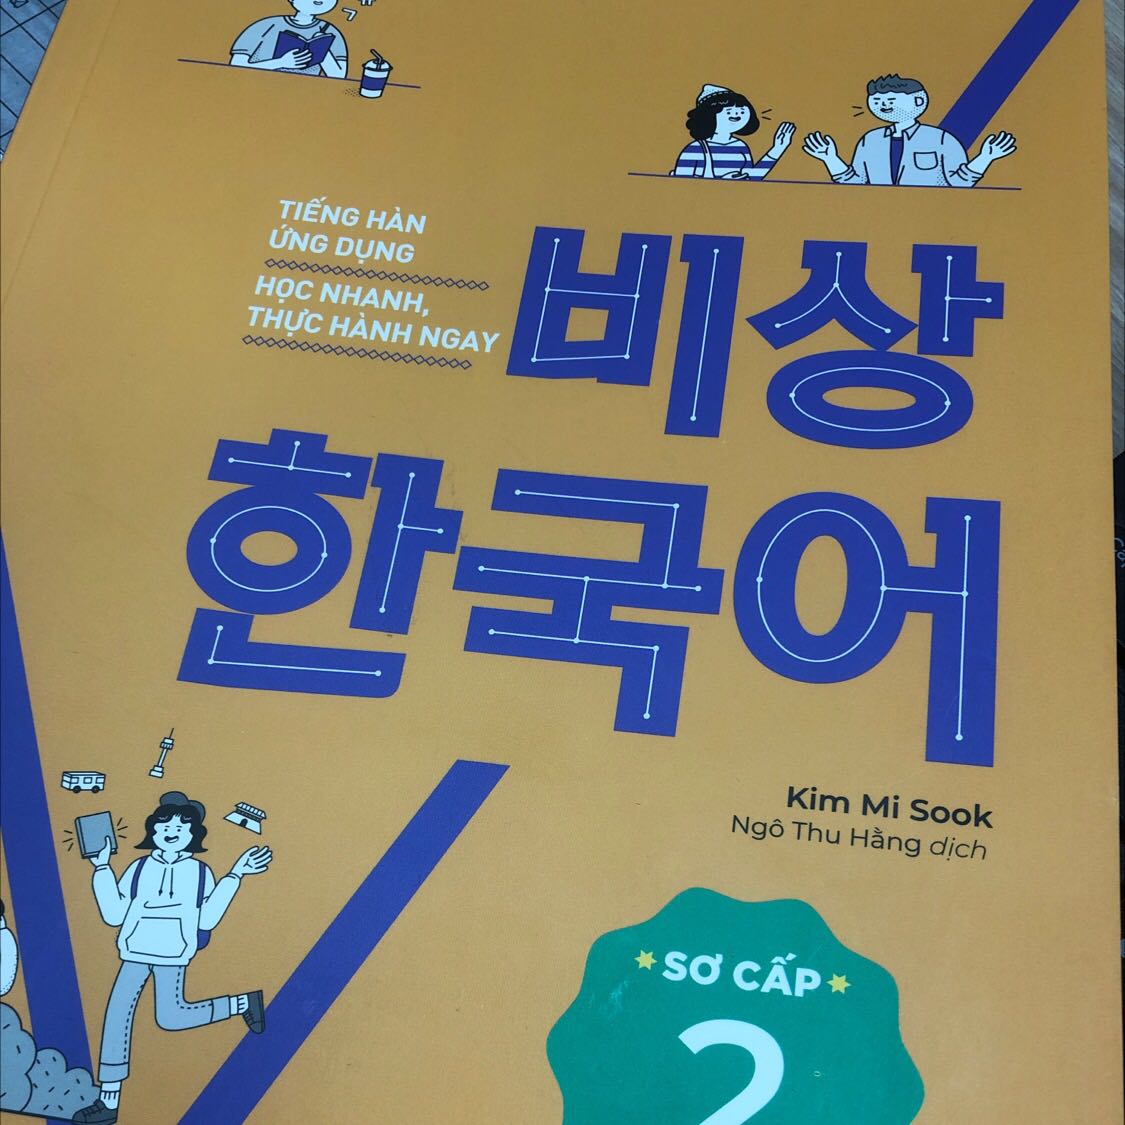 TIẾNG HÀN
ỨNG DỤNG
HỌC NHANH,
THỰC HÀNH NGAY
비상
한국어
Kim Mi Sook
Ngô Thu Hằng dịch
SƠ CẤP
2